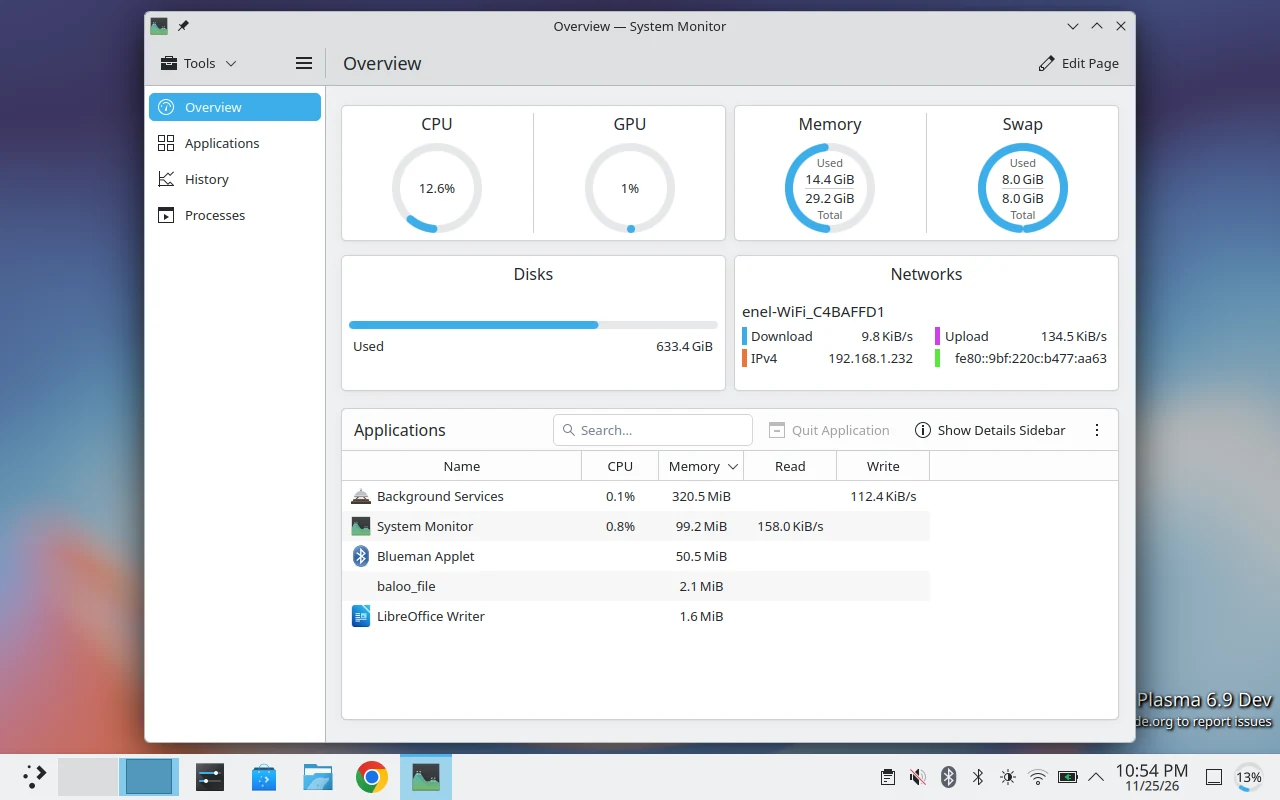 Overview — System Monitor
Tools
Overview
Edit Page
Overview
Applications
History
Processes
CPU
12.6%
GPU
1%
Memory
Used
14.4 GiB
29.2 GiB
Total
Swap
Used
8.0 GiB
8.0 GiB
Total
Disks
Used 633.4 GiB
Networks
enel-WiFi_C4BAFFD1
Download 9.8 KiB/s Upload 134.5 KiB/s
IPv4 192.168.1.232 fe80::9bf:220c:b477:aa63
Applications Search... Quit Application Show Details Sidebar
Name CPU Memory Read Write
Background Services 0.1% 320.5 MiB 112.4 KiB/s
System Monitor 0.8% 99.2 MiB 158.0 KiB/s
Blueman Applet 50.5 MiB
baloo_file 2.1 MiB
LibreOffice Writer 1.6 MiB
Plasma 6.9 Dev
de.org to report issues
10:54 PM
11/25/26
13%